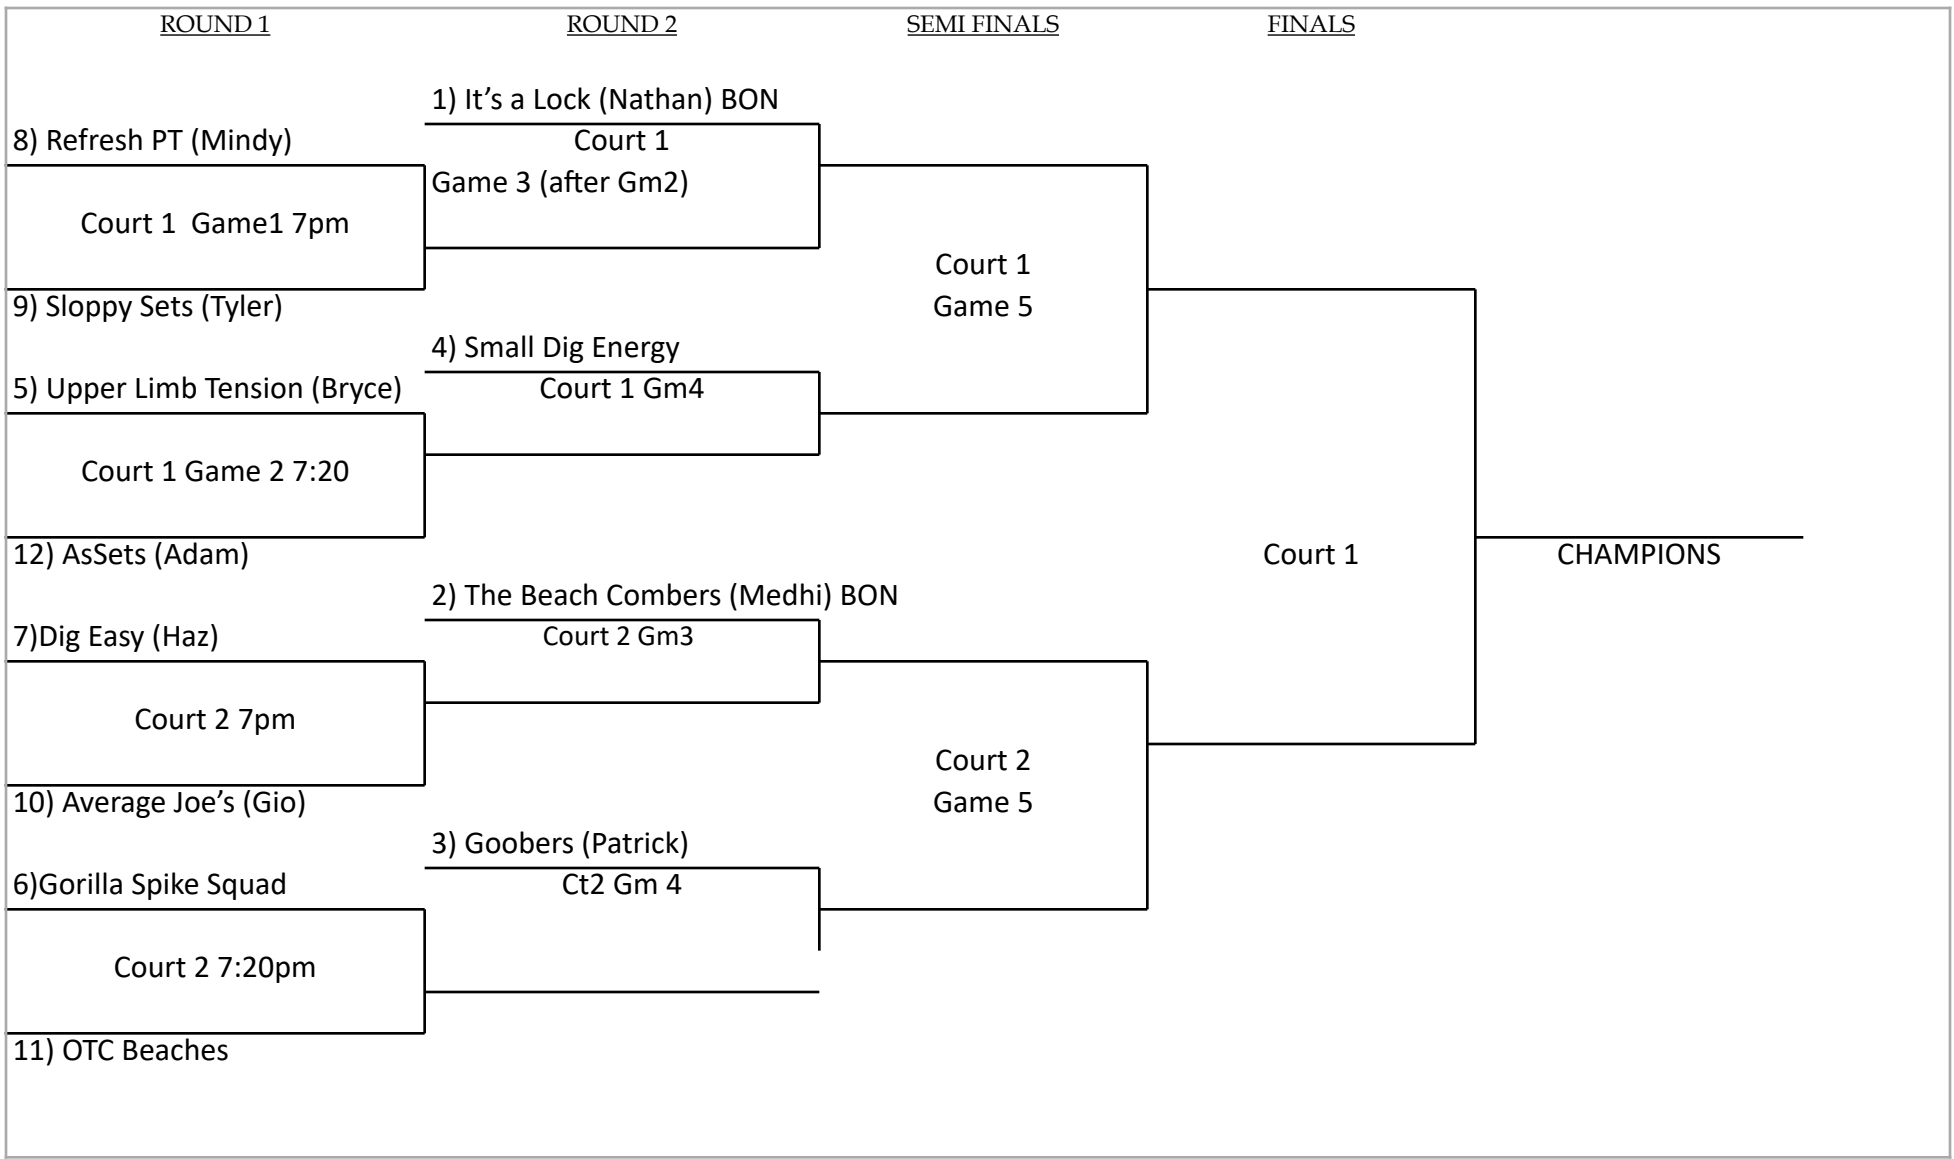 ROUND 1
ROUND 2
SEMI FINALS
FINALS
1) It’s a Lock (Nathan) BON
8) Refresh PT (Mindy)
Court 1
Game 3 (after Gm2)
Court 1  Game1 7pm
Court 1
9) Sloppy Sets (Tyler)
Game 5
4) Small Dig Energy
5) Upper Limb Tension (Bryce)
Court 1 Gm4
Court 1 Game 2 7:20
12) AsSets (Adam)
Court 1
CHAMPIONS
2) The Beach Combers (Medhi) BON
7)Dig Easy (Haz)
Court 2 Gm3
Court 2 7pm
Court 2
10) Average Joe’s (Gio)
Game 5
3) Goobers (Patrick)
6)Gorilla Spike Squad
Ct2 Gm 4
Court 2 7:20pm
11) OTC Beaches